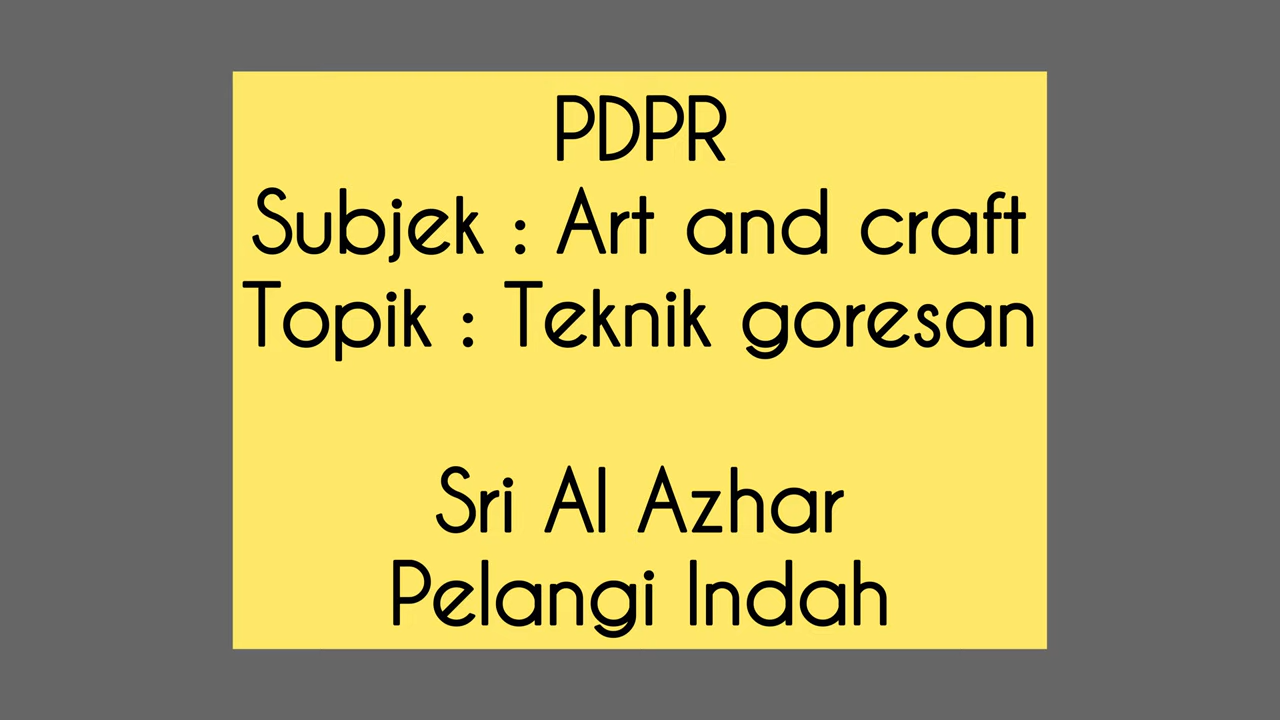 PDPR
Subjek : Art and craft
Topik : Teknik goresan
Sri Al Azhar
Pelangi Indah